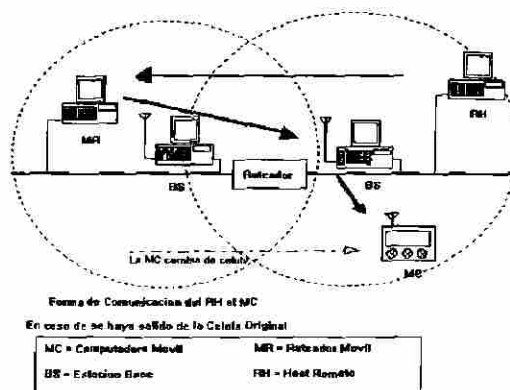 RH
MR
BS
Ruteador
BS
La MC cambia de celula
MC
Forma de Comunicacion del RH al MC
En caso de se haya salido de la Celula Original
MC = Computadora Movil MR = Ruteador Movil
BS = Estacion Base RH = Host Remoto